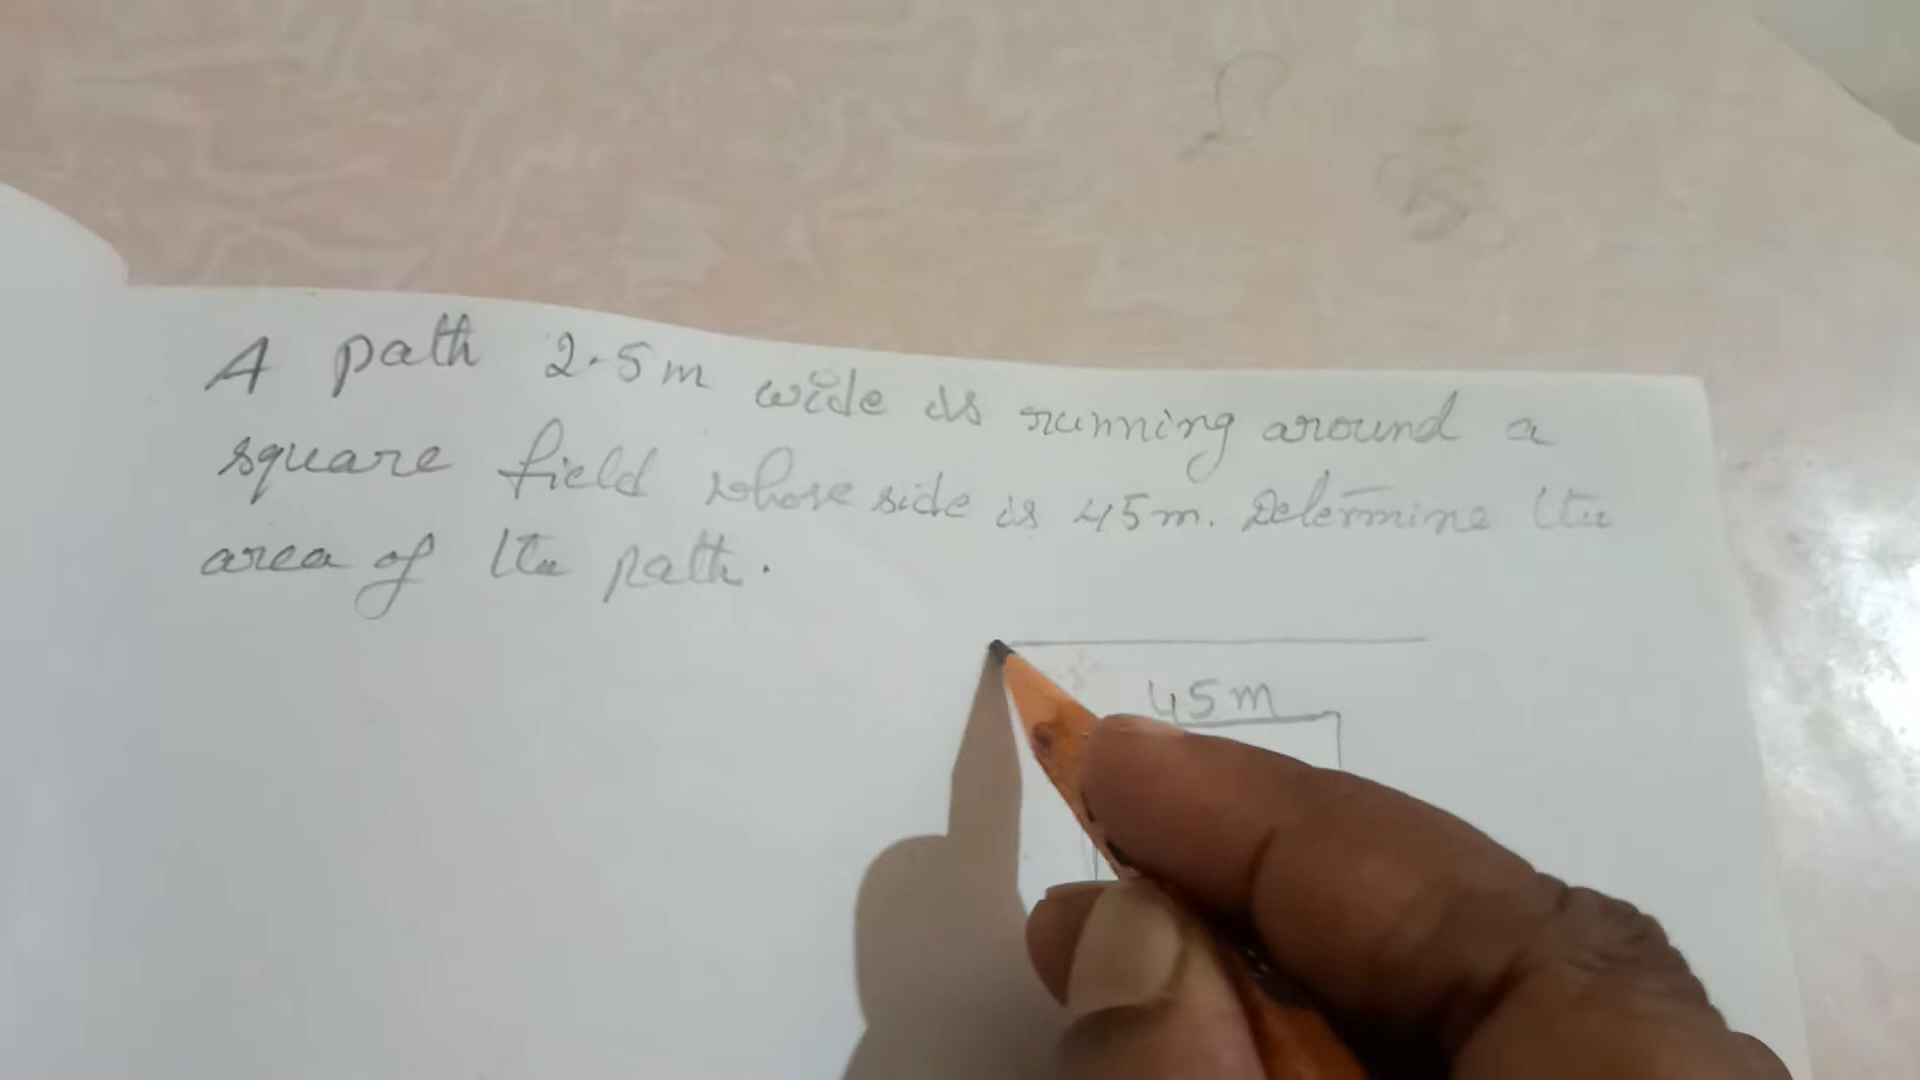 A path 2.5m wide is running around a
square field whose side is 45m. Determine the
area of the path.
45m